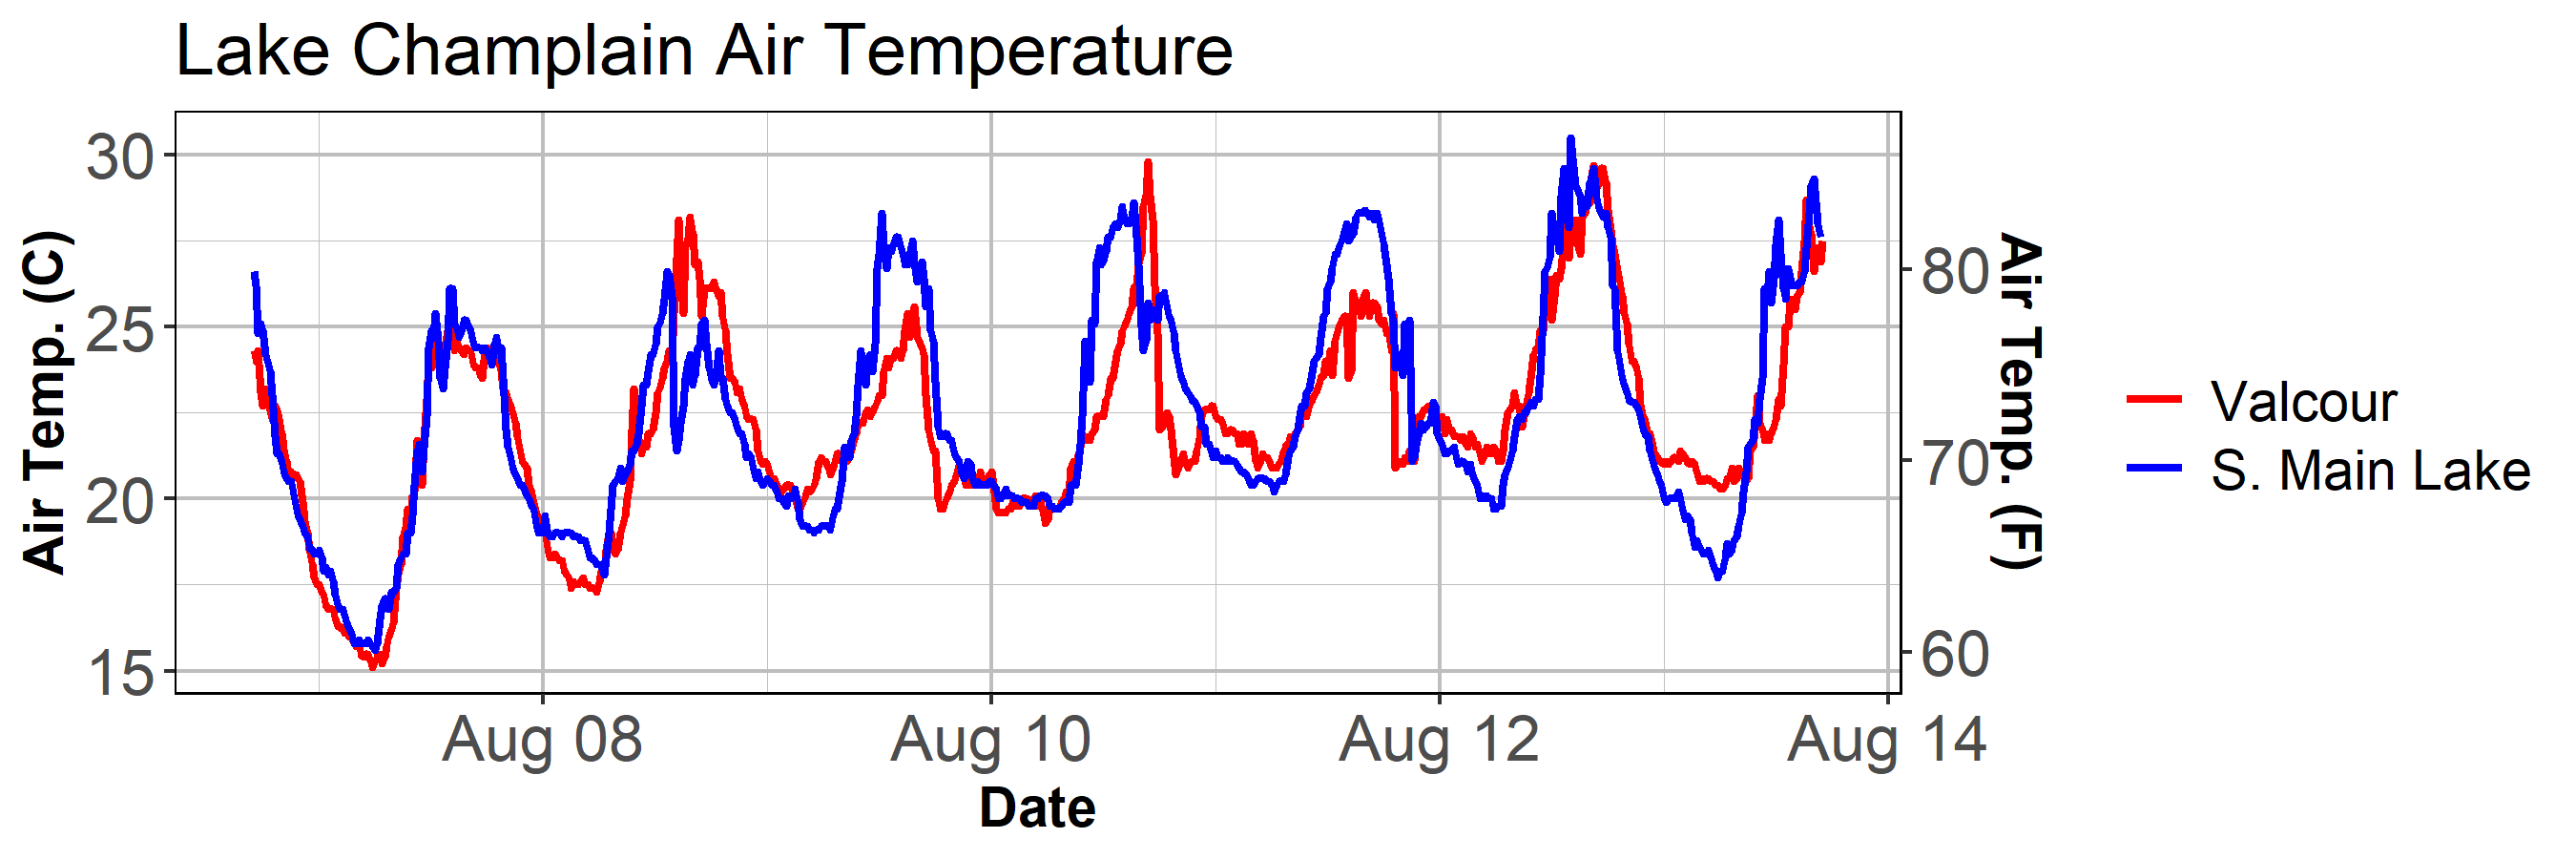 Lake Champlain Air Temperature
30
25
20
15
Air Temp. (C)
80
70
60
Air Temp. (F)
Aug 08
Aug 10
Aug 12
Aug 14
Date
Valcour
S. Main Lake